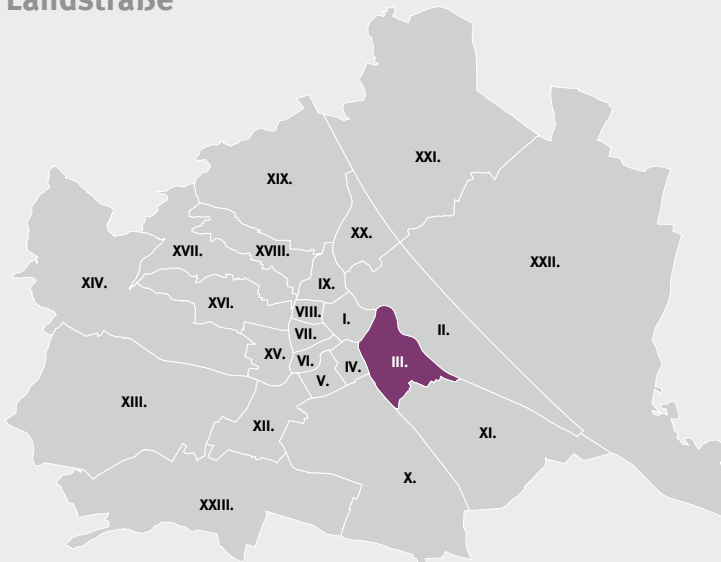 Landstraße
XXI.
XIX.
XX.
XVII.
XVIII.
XXII.
XIV.
IX.
XVI.
VIII.
I.
II.
VII.
XV.
VI.
IV.
III.
V.
XIII.
XII.
XI.
X.
XXIII.